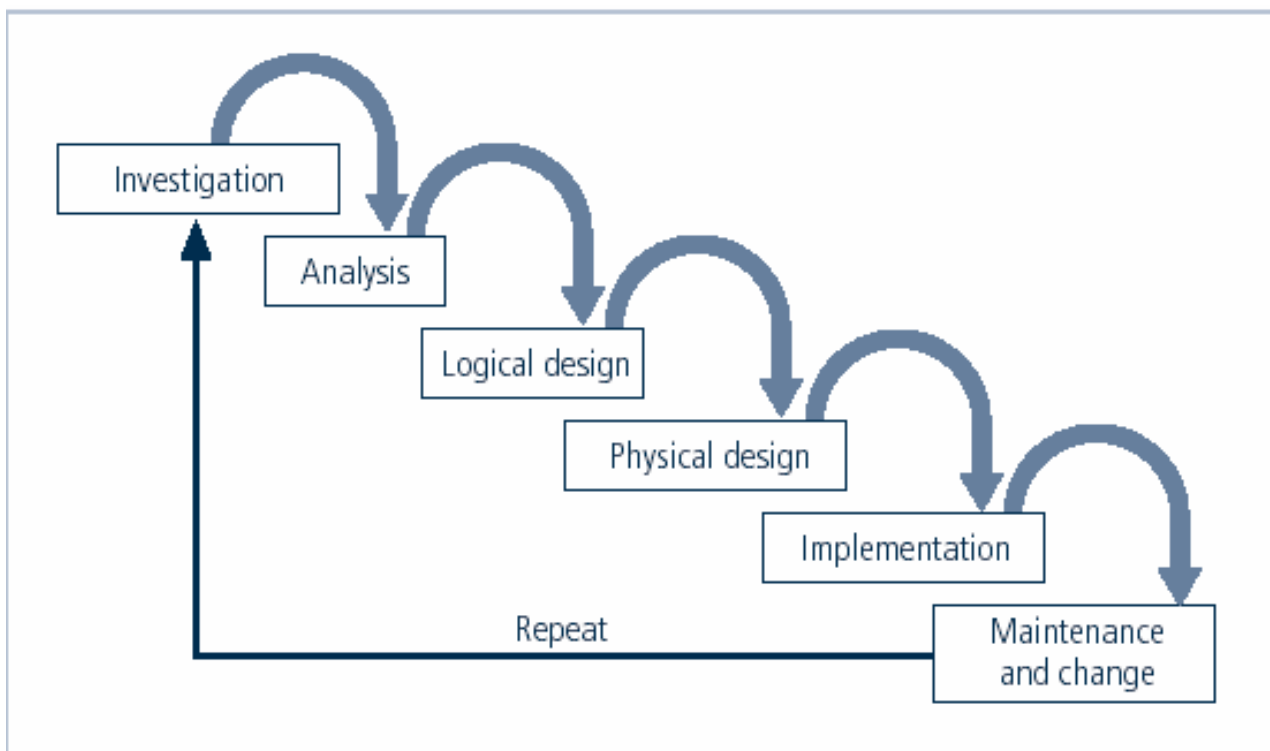 Investigation
Analysis
Logical design
Physical design
Implementation
Repeat
Maintenance
and change